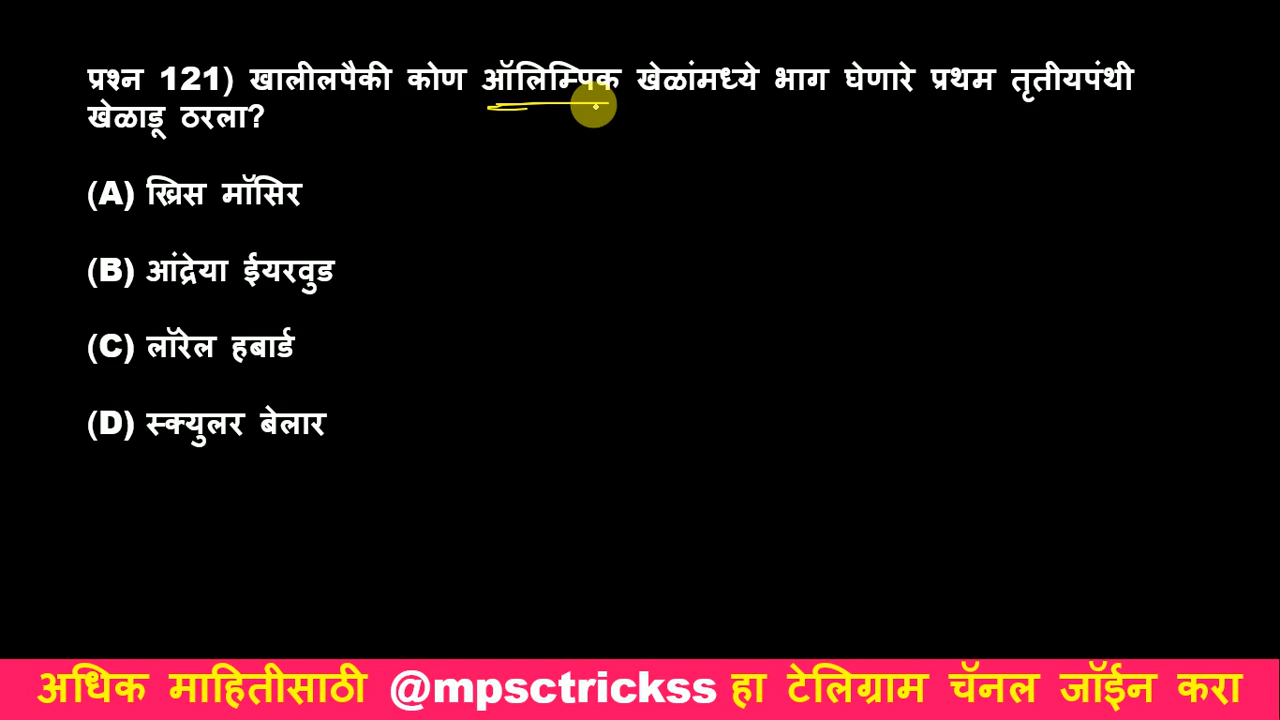 प्रश्न 121) खालीलपैकी कोण ऑलिम्पिक खेळांमध्ये भाग घेणारे प्रथम तृतीयपंथी
खेळाडू ठरला?
(A) ख्रिस मॉसिर
(B) आंद्रेया ईयरवुड
(C) लॉरेल हबार्ड
(D) स्क्युलर बेलार
अधिक माहितीसाठी @mpsctrickss हा टेलिग्राम चॅनल जॉईन करा